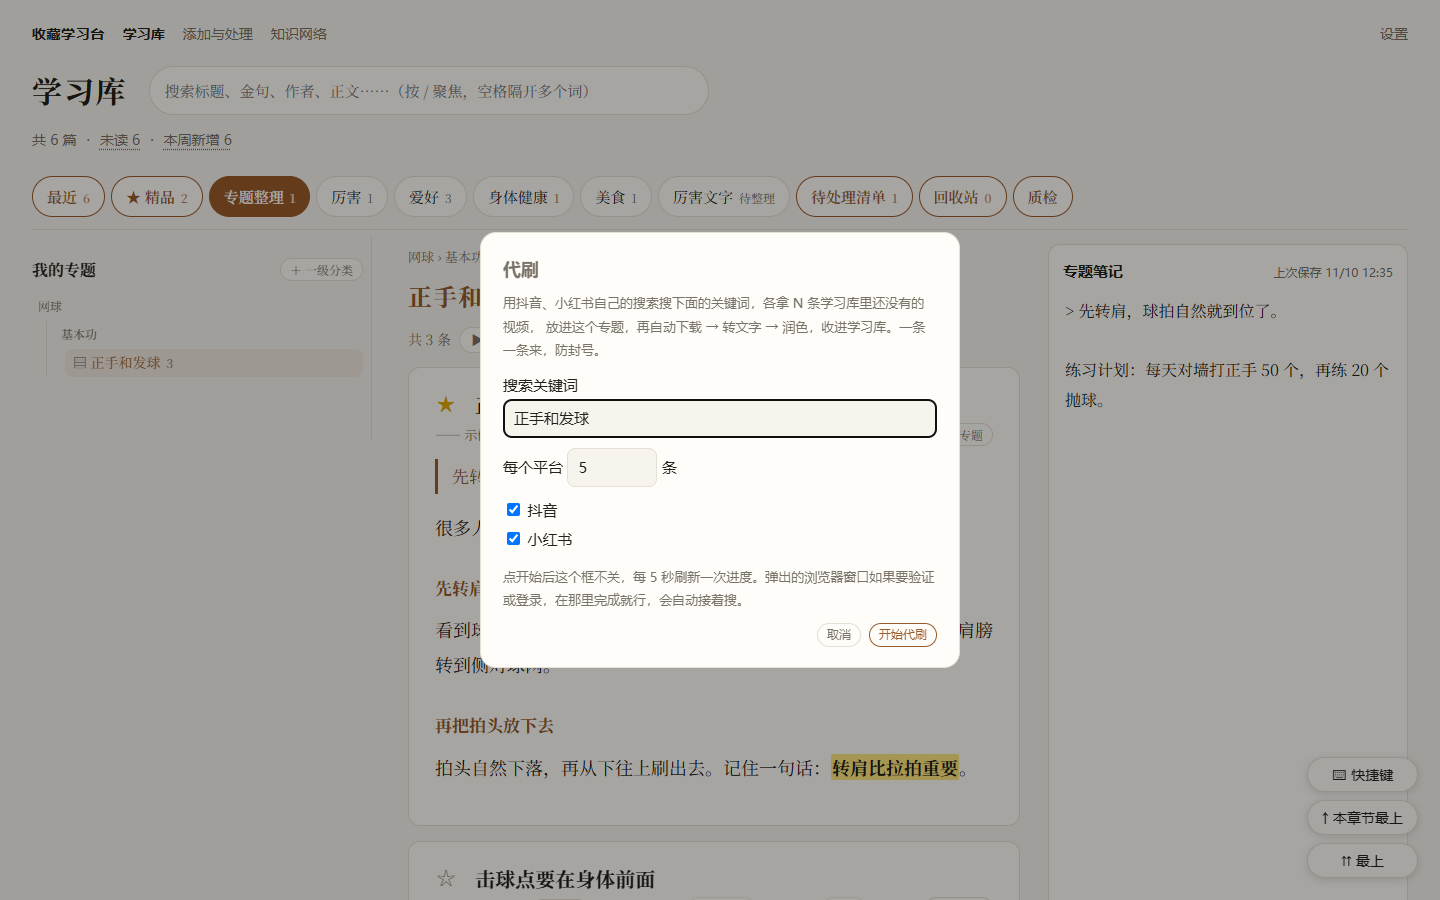 收藏学习台 学习库 添加与处理 知识网络 设置
学习库 搜索标题、金句、作者、正文……（按 / 聚焦，空格隔开多个词）
共 6 篇 · 未读 6 · 本周新增 6
最近 6 ★ 精品 2 专题整理 1 厉害 1 爱好 3 身体健康 1 美食 1 厉害文字 待整理 待处理清单 1 回收站 0 质检
我的专题 ＋ 一级分类
网球
基本功
正手和发球 3
网球 › 基本功
正手和
共 3 条
★
—— 示
专题
先转
很多人
先转肩
看到球
肩膀
转到侧对球网。
再把拍头放下去
拍头自然下落，再从下往上刷出去。记住一句话：转肩比拉拍重要。
☆ 击球点要在身体前面
代刷
用抖音、小红书自己的搜索搜下面的关键词，各拿 N 条学习库里还没有的
视频， 放进这个专题，再自动下载 → 转文字 → 润色，收进学习库。一条
一条来，防封号。
搜索关键词
正手和发球
每个平台 5 条
抖音
小红书
点开始后这个框不关，每 5 秒刷新一次进度。弹出的浏览器窗口如果要验证
或登录，在那里完成就行，会自动接着搜。
取消 开始代刷
专题笔记 上次保存 11/10 12:35
> 先转肩，球拍自然就到位了。
练习计划：每天对墙打正手 50 个，再练 20 个
抛球。
快捷键
↑ 本章节最上
⇈ 最上